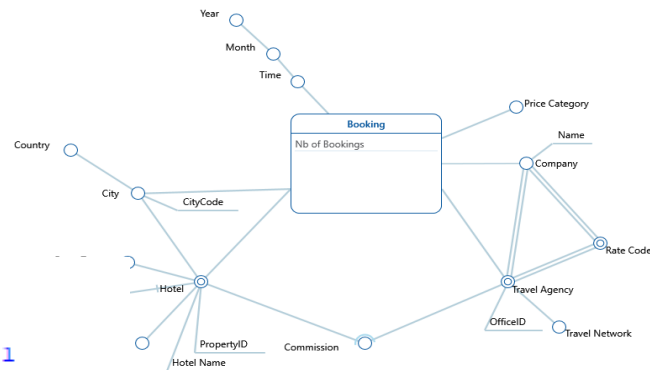 Year
Month
Time
Booking
Nb of Bookings
Price Category
Name
Company
Country
City
CityCode
Rate Code
Hotel
Travel Agency
OfficeID
Travel Network
PropertyID
Commission
Hotel Name
1